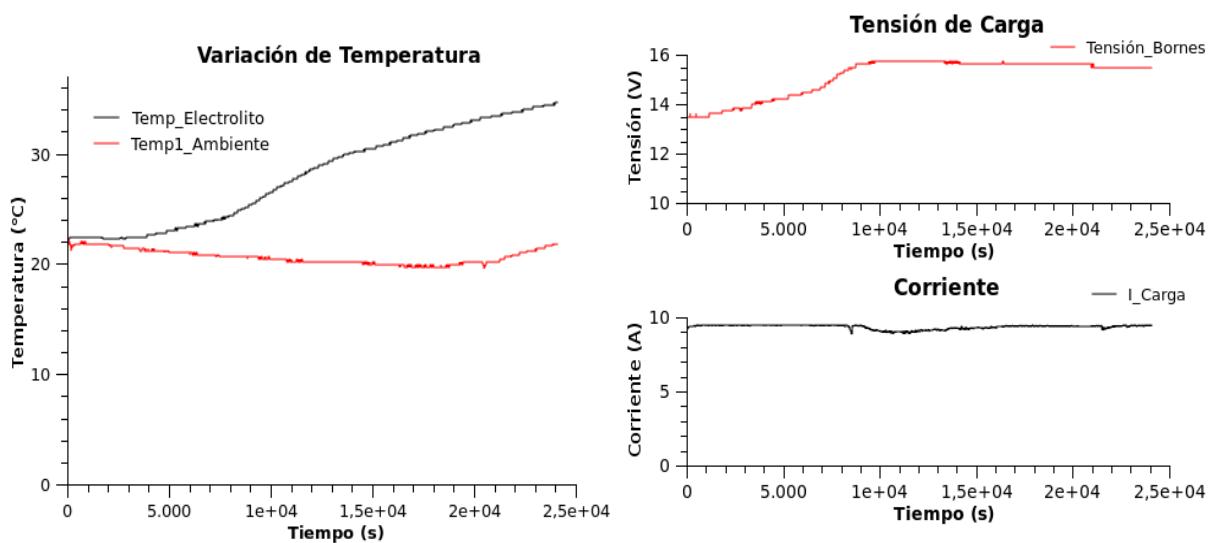 Variación de Temperatura
Temp_Electrolito
Temp1_Ambiente
Temperatura (°C)
30
20
10
0
0 5.000 1e+04 1,5e+04 2e+04 2,5e+04
Tiempo (s)
Tensión de Carga
Tensión_Bornes
Tensión (V)
16
14
12
10
0 5.000 1e+04 1,5e+04 2e+04 2,5e+04
Tiempo (s)
Corriente
I_Carga
Corriente (A)
10
5
0
0 5.000 1e+04 1,5e+04 2e+04 2,5e+04
Tiempo (s)